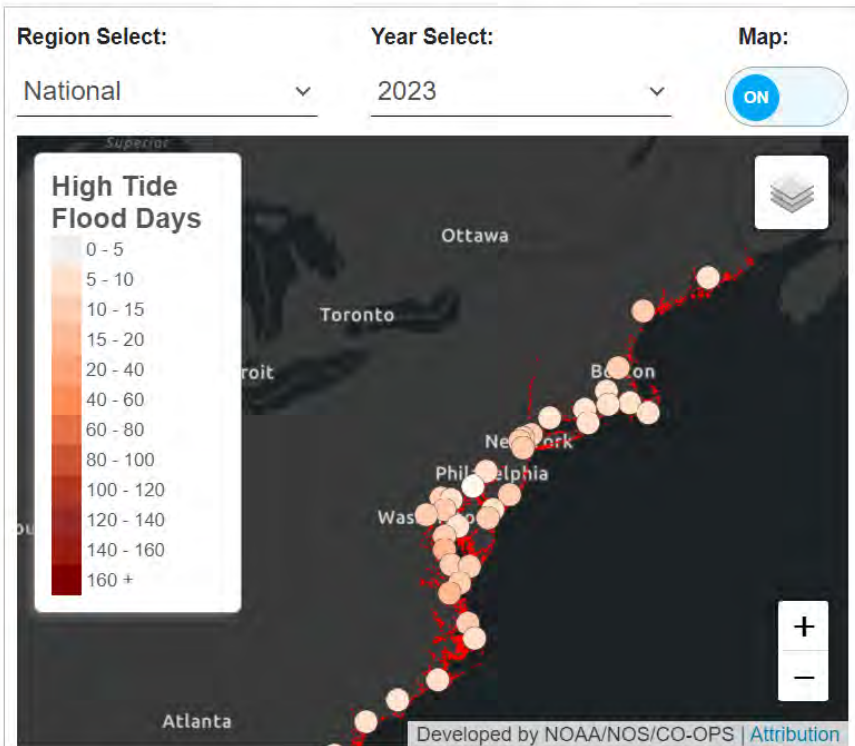 Region Select:
Year Select:
Map:
National
2023
ON
Superior
High Tide
Flood Days
0 - 5
5 - 10
10 - 15
15 - 20
20 - 40
40 - 60
60 - 80
80 - 100
100 - 120
120 - 140
140 - 160
160 +
Ottawa
Toronto
roit
Philadelphia
Atlanta
+
−
Developed by NOAA/NOS/CO-OPS | Attribution